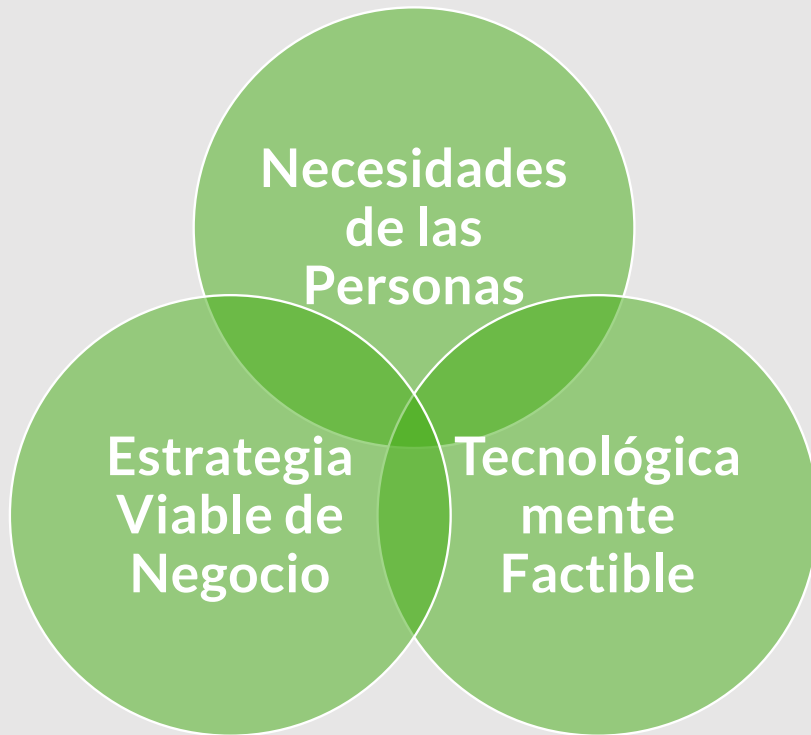 Necesidades
de las
Personas
Estrategia
Viable de
Negocio
Tecnológica
mente
Factible